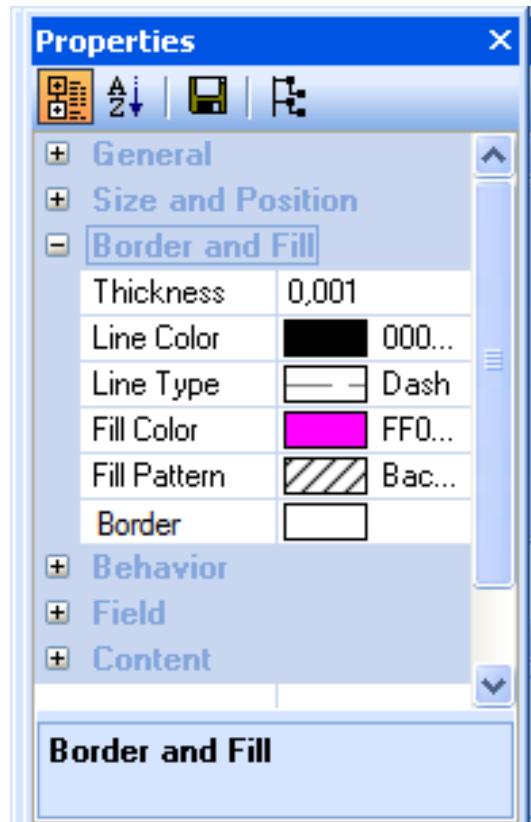 Properties
A
Z
General
Size and Position
Border and Fill
Thickness 0,001
Line Color 000...
Line Type Dash
Fill Color FF0...
Fill Pattern Bac...
Border
Behavior
Field
Content
Border and Fill